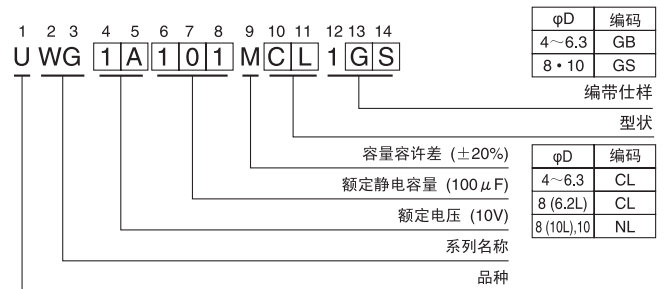 1 2 3 4 5 6 7 8 9 10 11 12 13 14
U W G 1 A 1 0 1 M C L 1 G S
φD 编码
4～6.3 GB
8・10 GS
编带仕样
型状
容量容许差 (±20%)
额定静电容量 (100μF)
额定电压 (10V)
系列名称
品种
φD 编码
4～6.3 CL
8 (6.2L) CL
8 (10L),10 NL